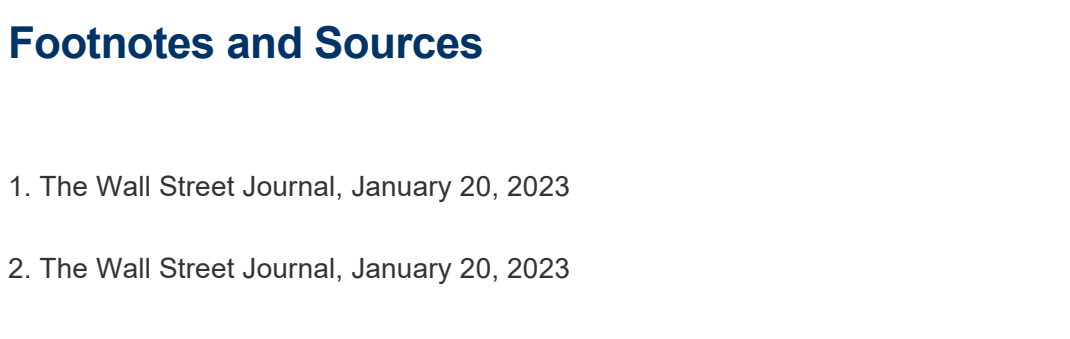 Footnotes and Sources
1. The Wall Street Journal, January 20, 2023
2. The Wall Street Journal, January 20, 2023